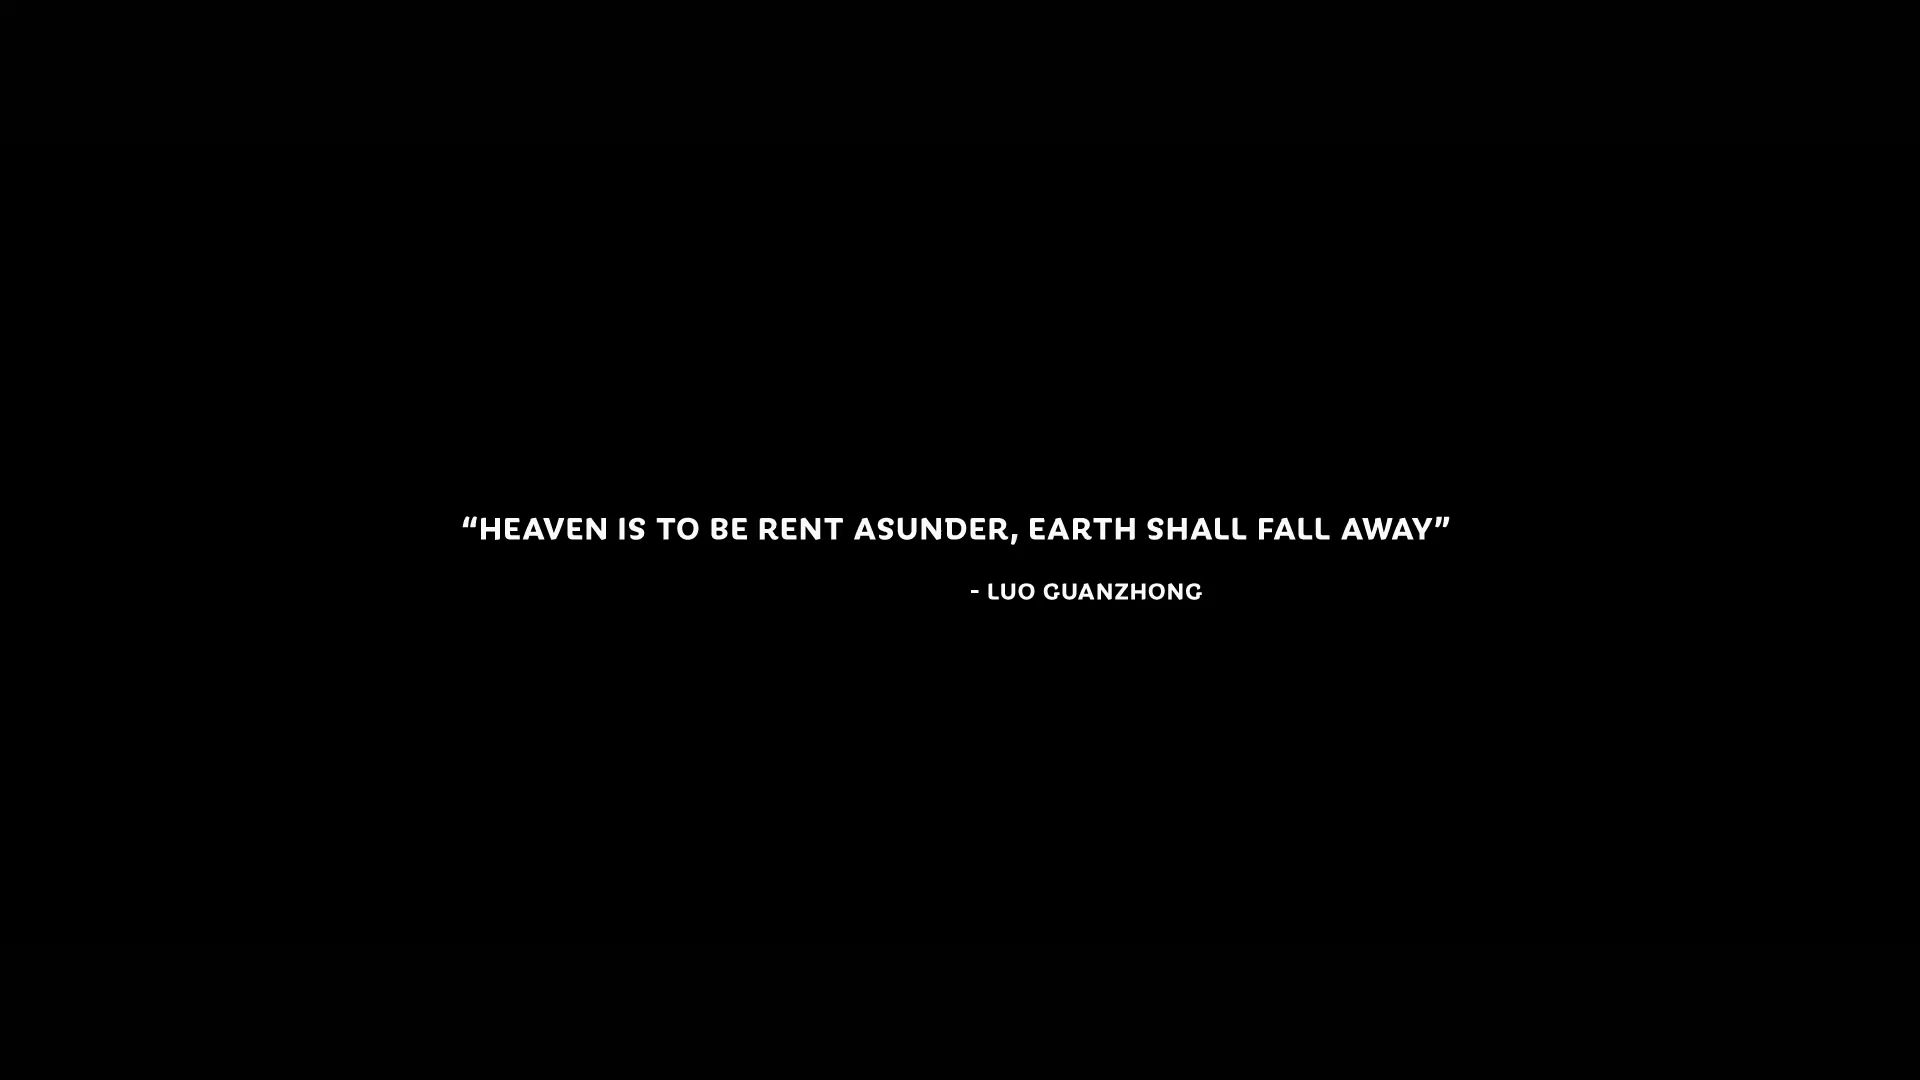 “HEAVEN IS TO BE RENT ASUNDER, EARTH SHALL FALL AWAY”
- LUO GUANZHONG